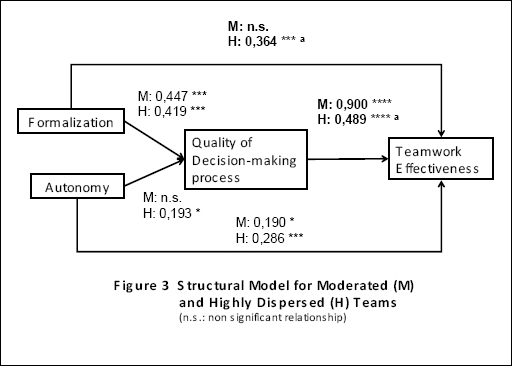 M: n.s.
H: 0,364 *** a
M: 0,447 ***
H: 0,419 ***
M: 0,900 ****
H: 0,489 **** a
Formalization
Quality of
Decision-making
process
Teamwork
Effectiveness
Autonomy
M: n.s.
H: 0,193 *
M: 0,190 *
H: 0,286 ***
Figure 3 Structural Model for Moderated (M)
and Highly Dispersed (H) Teams
(n.s.: non significant relationship)